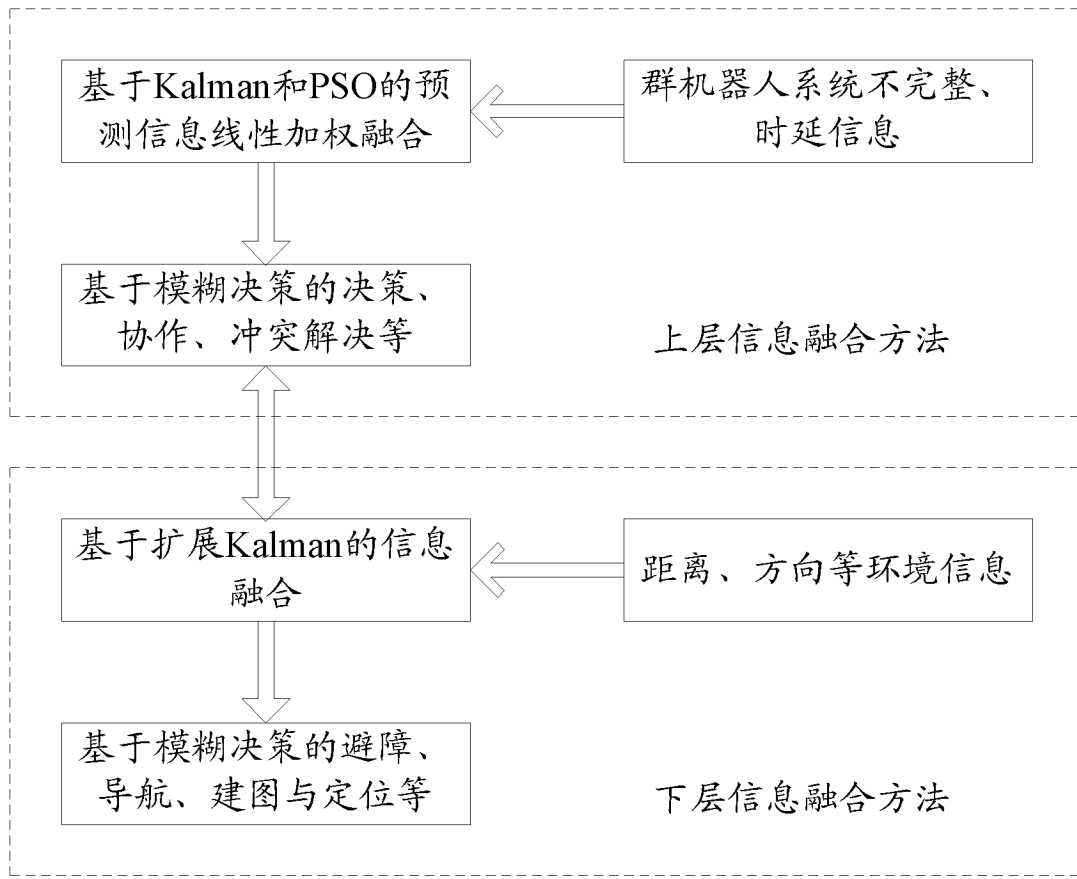 基于Kalman和PSO的预
测信息线性加权融合
群机器人系统不完整、
时延信息
基于模糊决策的决策、
协作、冲突解决等
上层信息融合方法
基于扩展Kalman的信息
融合
距离、方向等环境信息
基于模糊决策的避障、
导航、建图与定位等
下层信息融合方法